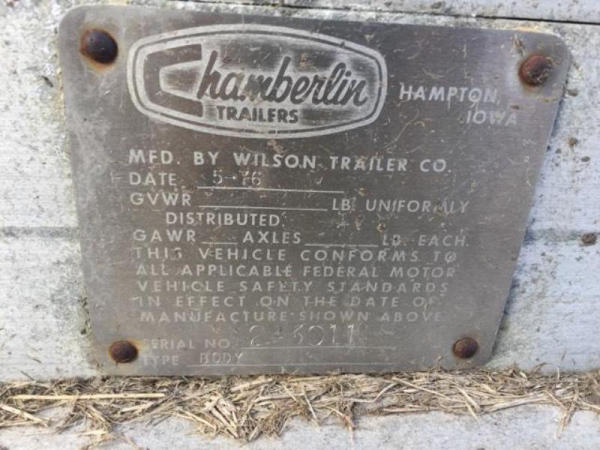 Chamberlin
TRAILERS
HAMPTON,
IOWA
MFD. BY WILSON TRAILER CO.
DATE 5-76
GVWR LB. UNIFORMLY
DISTRIBUTED.
GAWR AXLES LB. EACH.
THIS VEHICLE CONFORMS TO
ALL APPLICABLE FEDERAL MOTOR
VEHICLE SAFETY STANDARDS
IN EFFECT ON THE DATE OF
MANUFACTURE SHOWN ABOVE
SERIAL NO.
TYPE BODY